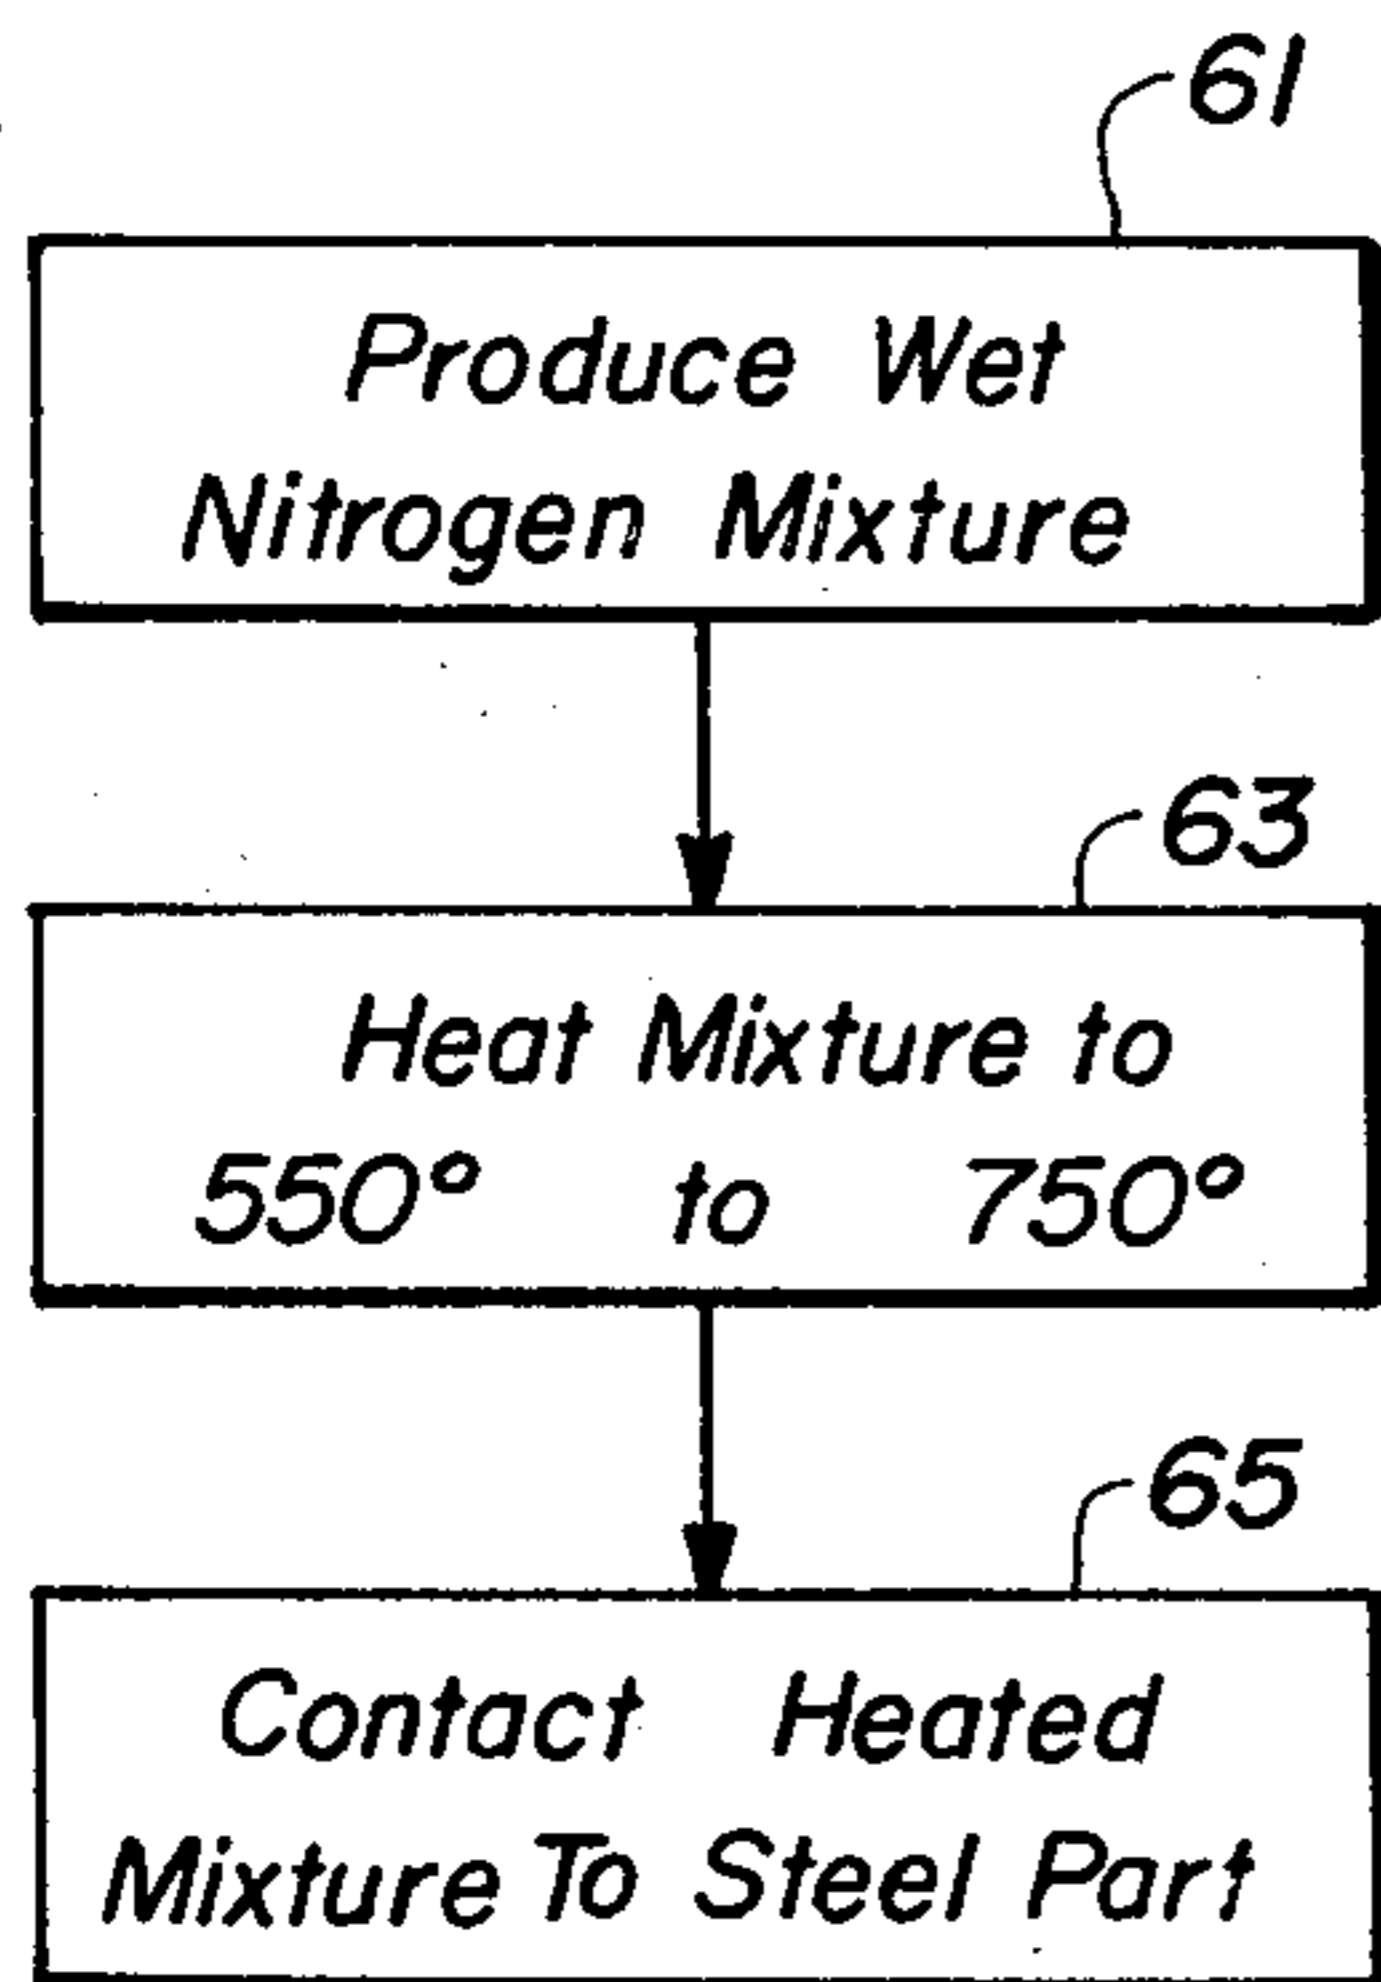 61
Produce Wet
Nitrogen Mixture
63
Heat Mixture to
550° to 750°
65
Contact Heated
Mixture To Steel Part